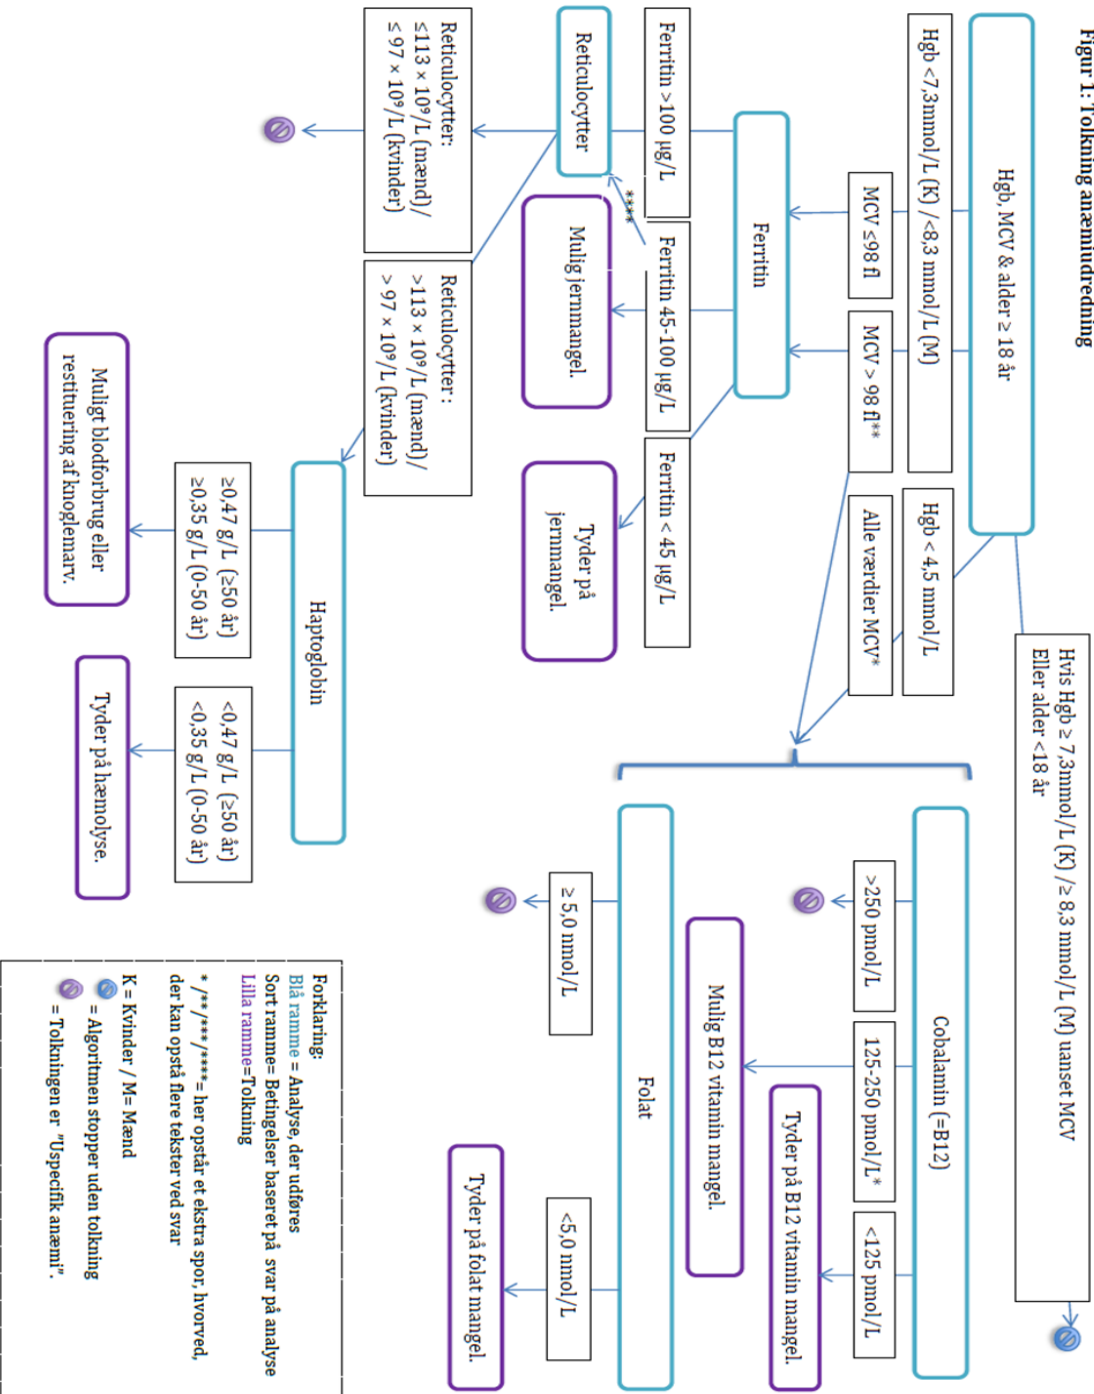 Figur 1: Tolkning anæmiudredning
Hgb, MCV & alder ≥ 18 år
Hvis Hgb ≥ 7,3mmol/L (K) /≥ 8,3 mmol/L (M) uanset MCV
Eller alder <18 år
Hgb <7,3mmol/L (K) /<8,3 mmol/L (M)
Hgb < 4,5 mmol/L
MCV ≤98 fl
MCV > 98 fl**
Alle værdier MCV*
Ferritin
Ferritin >100 µg/L
Ferritin 45-100 µg/L
Ferritin < 45 µg/L
****
Reticulocytter
Mulig jernmangel.
Tyder på
jernmangel.
Reticulocytter:
≤113 × 10⁹/L (mænd)/
≤ 97 × 10⁹/L (kvinder)
Reticulocytter :
>113 × 10⁹/L (mænd)/
> 97 × 10⁹/L (kvinder)
Haptoglobin
≥0,47 g/L (≥50 år)
≥0,35 g/L (0-50 år)
<0,47 g/L (≥50 år)
<0,35 g/L (0-50 år)
Muligt blodforbrug eller
restituering af knoglemarv.
Tyder på hæmolyse.
Cobalamin (=B12)
>250 pmol/L
125-250 pmol/L*
<125 pmol/L
Tyder på B12 vitamin mangel.
Mulig B12 vitamin mangel.
Folat
≥ 5,0 nmol/L
<5,0 nmol/L
Tyder på folat mangel.
Forklaring:
Blå ramme = Analyse, der udføres
Sort ramme= Betingelser baseret på svar på analyse
Lilla ramme=Tolkning
* /** /*** /****= her opstår et ekstra spor, hvorved,
der kan opstå flere tekster ved svar
K = Kvinder / M= Mænd
= Algoritmen stopper uden tolkning
= Tolkningen er "Uspecifik anæmi".